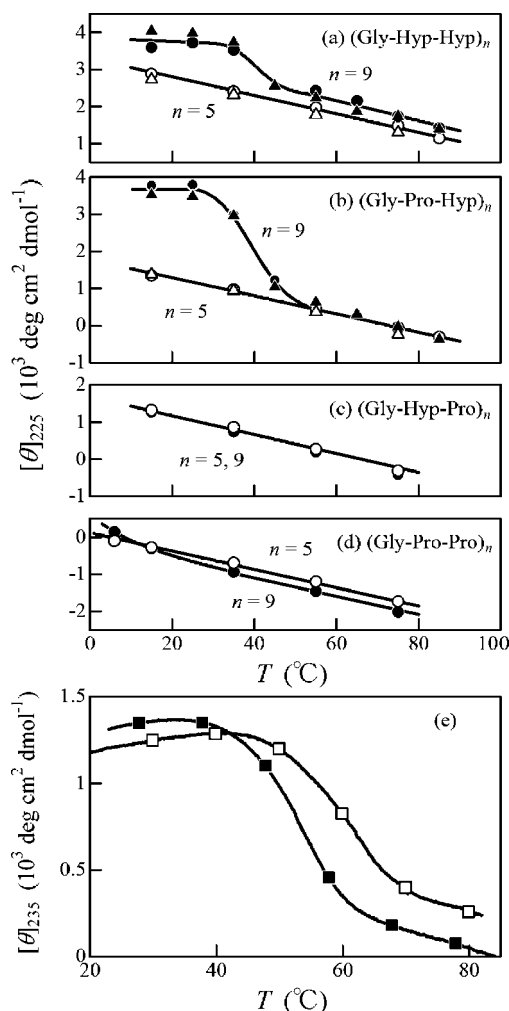 (a) (Gly-Hyp-Hyp)n
4
3
2
1
n = 9
n = 5
(b) (Gly-Pro-Hyp)n
4
3
2
1
0
-1
n = 9
n = 5
[θ]225 (10³ deg cm² dmol⁻¹)
(c) (Gly-Hyp-Pro)n
2
1
0
-1
n = 5, 9
(d) (Gly-Pro-Pro)n
0
-1
-2
n = 5
n = 9
0 20 40 60 80 100
T (℃)
(e)
1.5
1
0.5
0
[θ]235 (10³ deg cm² dmol⁻¹)
20 40 60 80
T (℃)